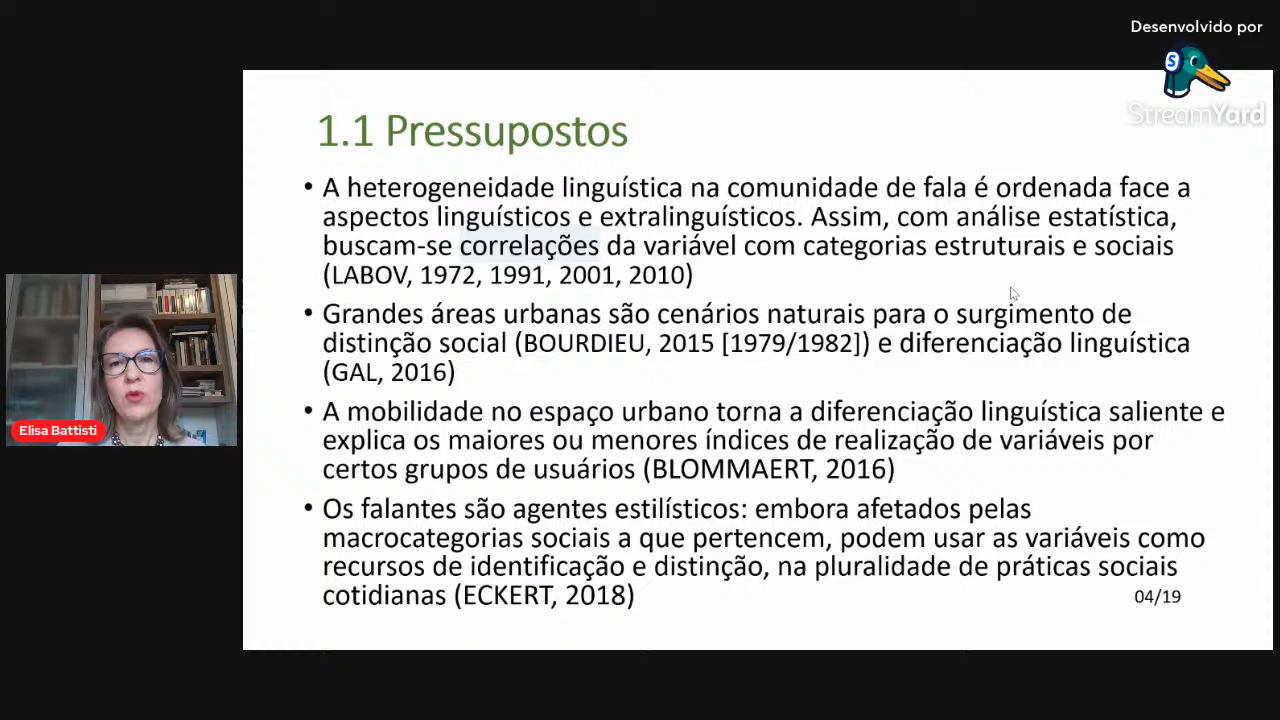 Desenvolvido por
StreamYard
1.1 Pressupostos
• A heterogeneidade linguística na comunidade de fala é ordenada face a
aspectos linguísticos e extralinguísticos. Assim, com análise estatística,
buscam-se correlações da variável com categorias estruturais e sociais
(LABOV, 1972, 1991, 2001, 2010)
• Grandes áreas urbanas são cenários naturais para o surgimento de
distinção social (BOURDIEU, 2015 [1979/1982]) e diferenciação linguística
(GAL, 2016)
• A mobilidade no espaço urbano torna a diferenciação linguística saliente e
explica os maiores ou menores índices de realização de variáveis por
certos grupos de usuários (BLOMMAERT, 2016)
• Os falantes são agentes estilísticos: embora afetados pelas
macrocategorias sociais a que pertencem, podem usar as variáveis como
recursos de identificação e distinção, na pluralidade de práticas sociais
cotidianas (ECKERT, 2018)
04/19
Elisa Battisti